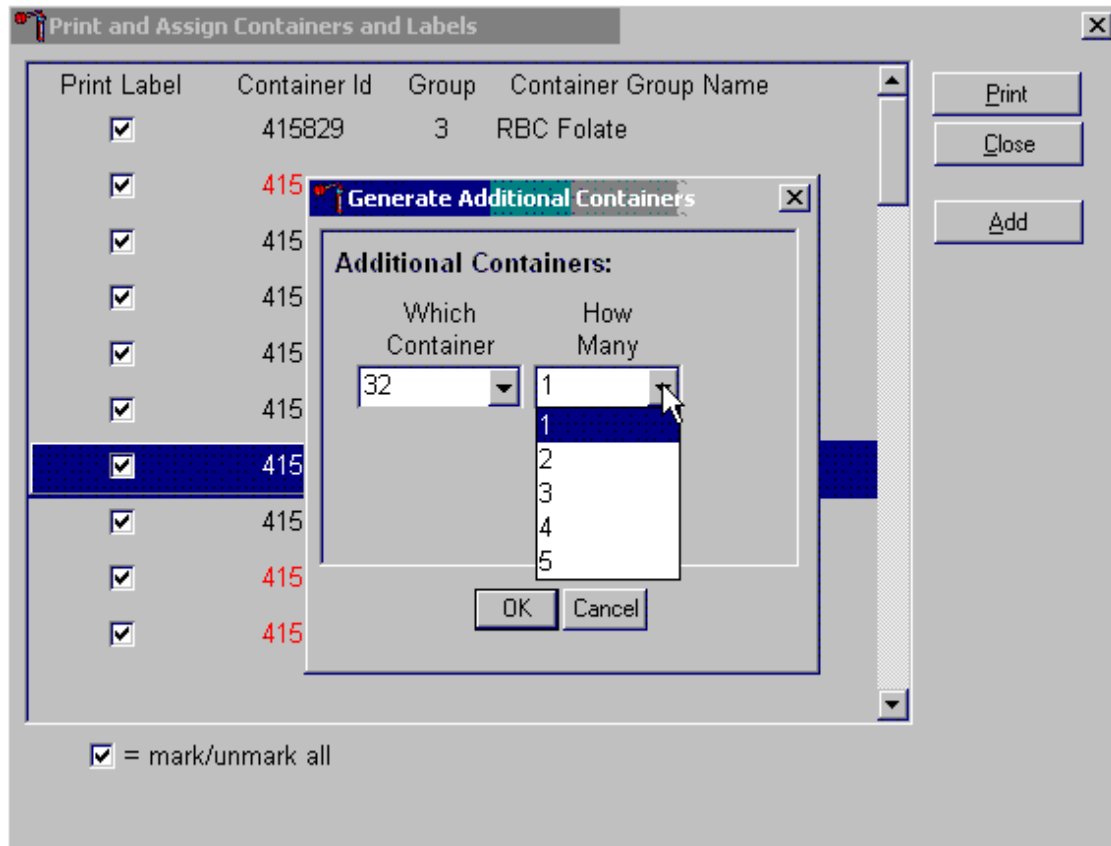 Print and Assign Containers and Labels
Print Label Container Id Group Container Group Name
415829 3 RBC Folate
415
415
415
415
415
415
415
415
415
Print
Close
Add
Generate Additional Containers
Additional Containers:
Which Container
How Many
32
1
1
2
3
4
5
OK
Cancel
= mark/unmark all